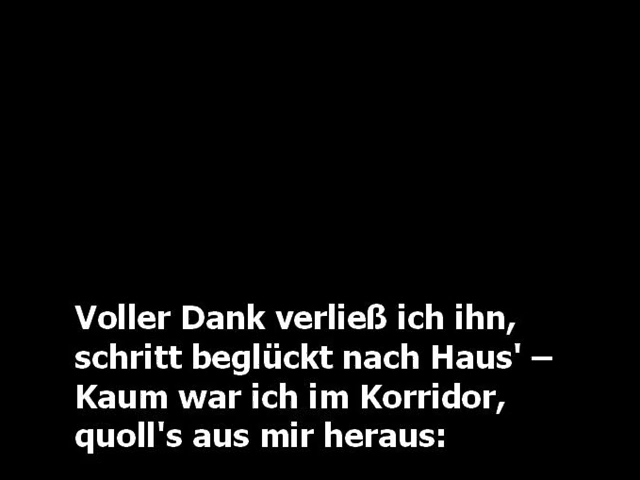 Voller Dank verließ ich ihn,
schritt beglückt nach Haus' –
Kaum war ich im Korridor,
quoll's aus mir heraus: